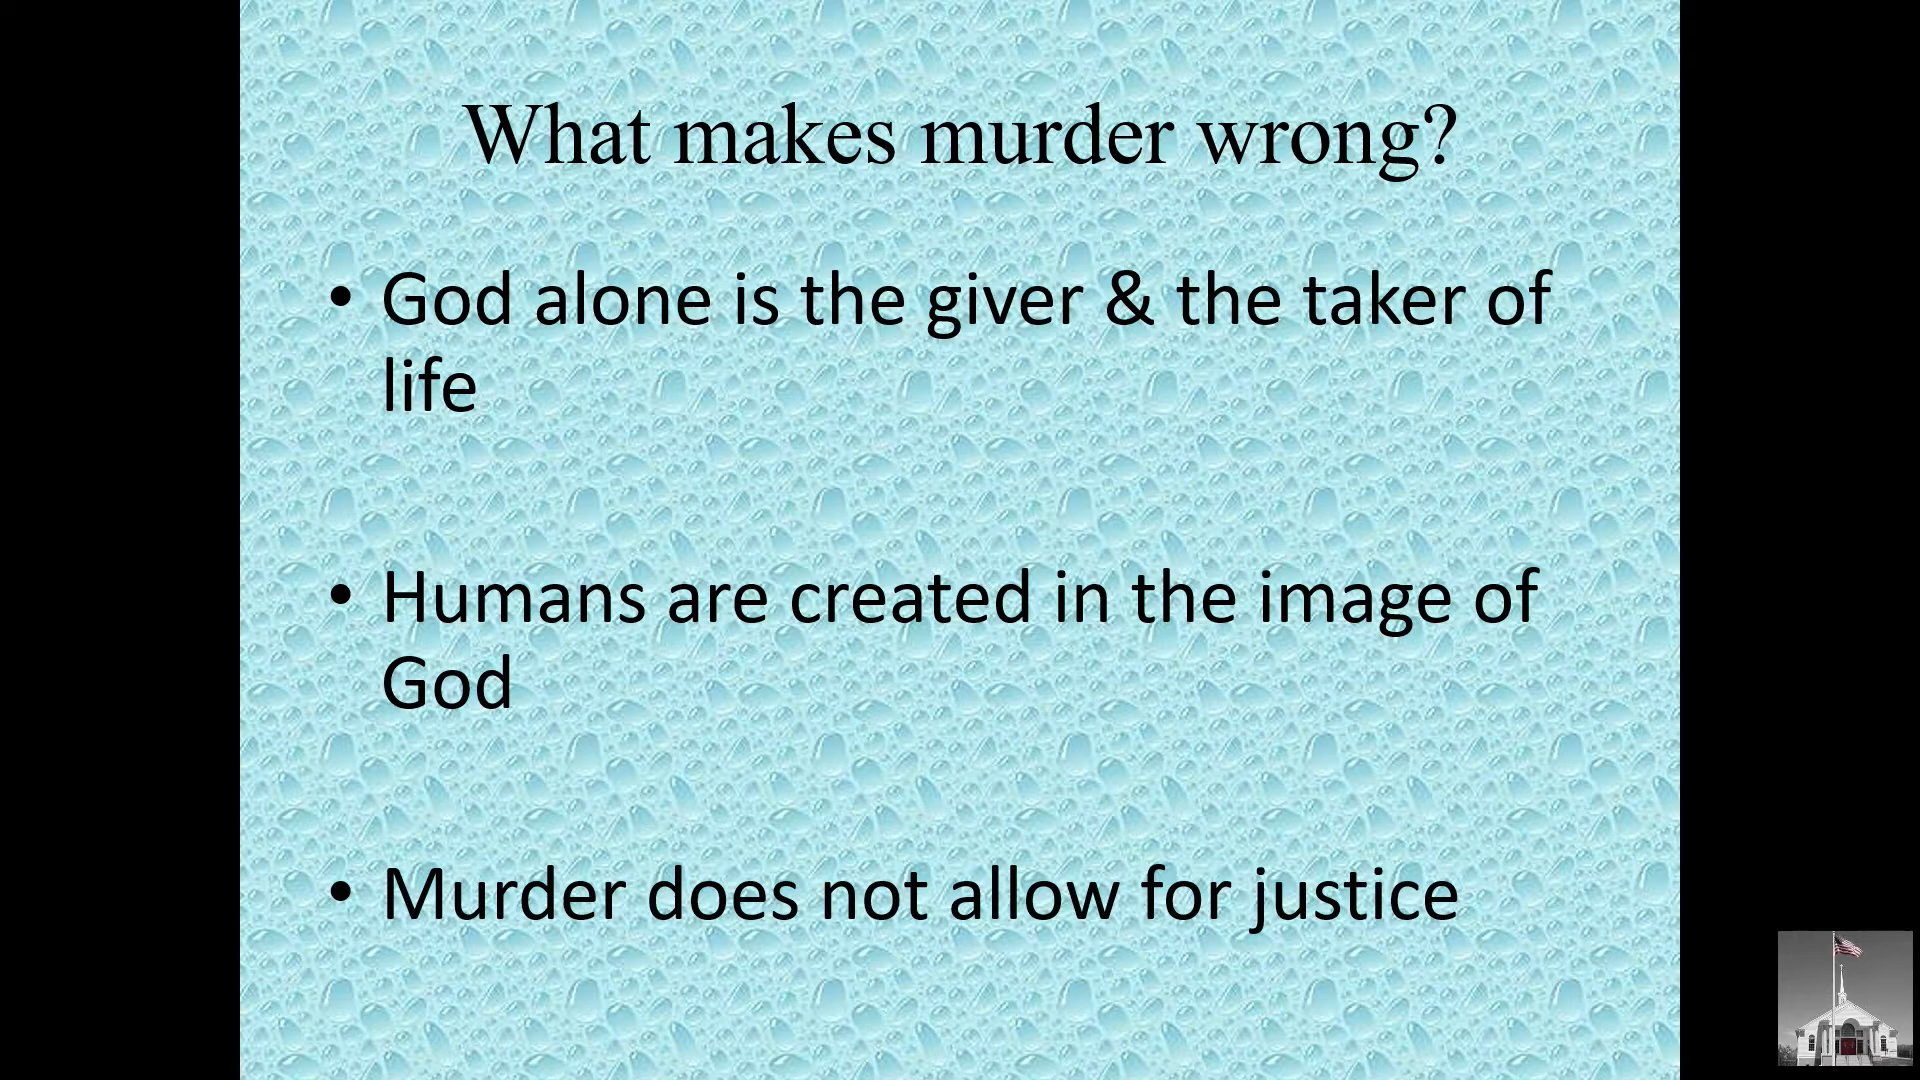 What makes murder wrong?
• God alone is the giver & the taker of
life
• Humans are created in the image of
God
• Murder does not allow for justice